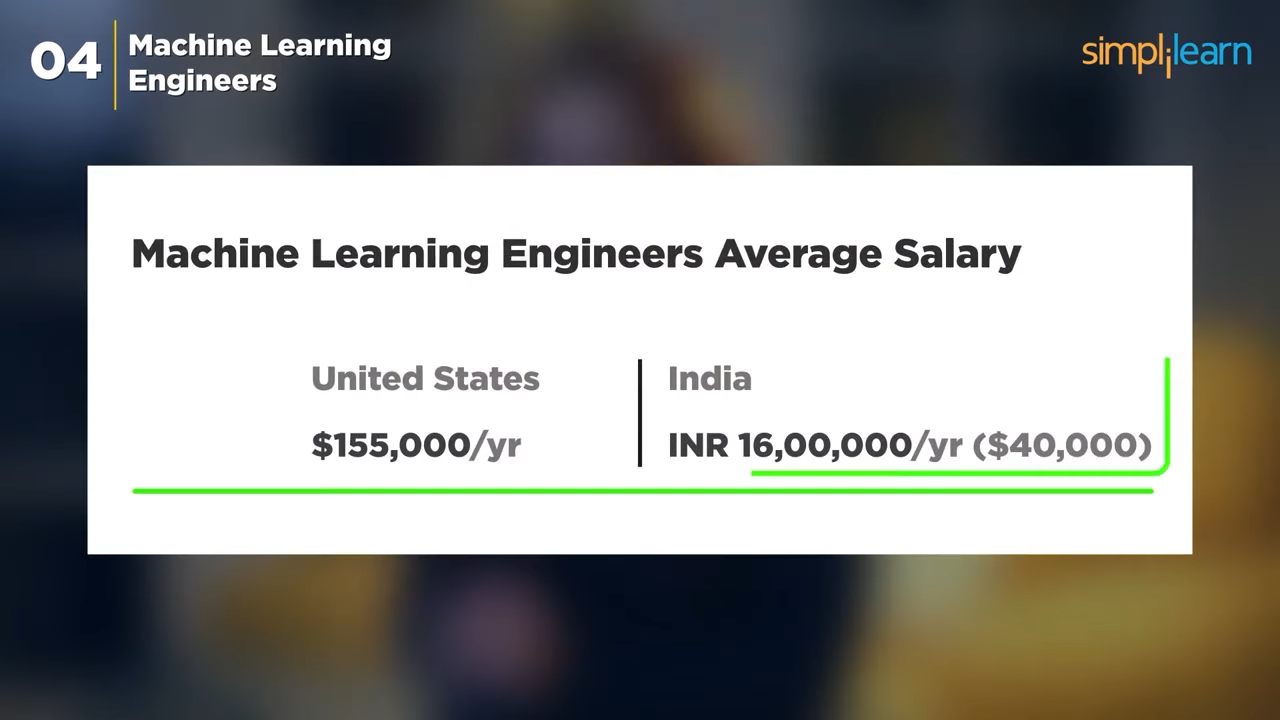 04
Machine Learning
Engineers
simplilearn
Machine Learning Engineers Average Salary
United States
$155,000/yr
India
INR 16,00,000/yr ($40,000)